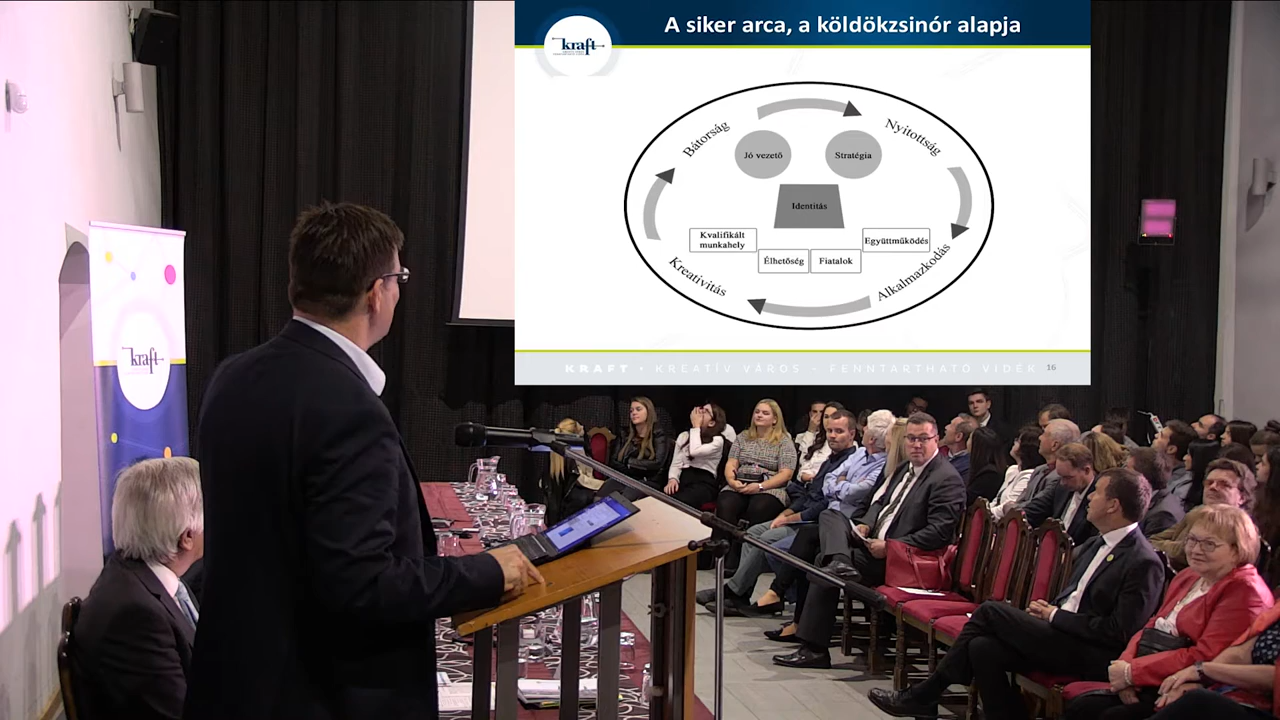 A siker arca, a köldökzsinór alapja
kraft
Bátorság
Nyitottság
Jó vezető
Stratégia
Identitás
Kvalifikált
munkahely
Együttműködés
Élhetőség
Fiatalok
Kreativitás
Alkalmazkodás
KRAFT • KREATÍV VÁROS - FENNTARTHATÓ VIDÉK
16
kraft